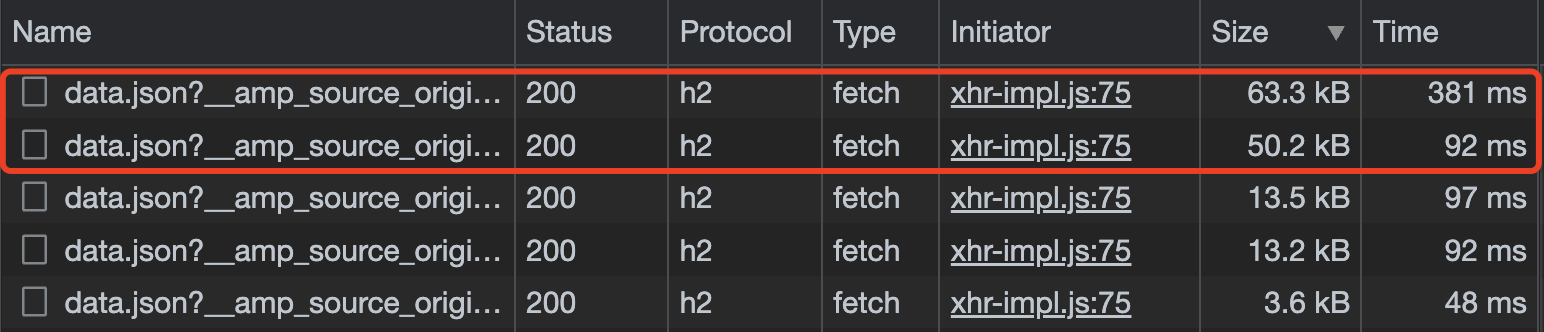 Name Status Protocol Type Initiator Size ▼ Time
data.json?__amp_source_origi… 200 h2 fetch xhr-impl.js:75 63.3 kB 381 ms
data.json?__amp_source_origi… 200 h2 fetch xhr-impl.js:75 50.2 kB 92 ms
data.json?__amp_source_origi… 200 h2 fetch xhr-impl.js:75 13.5 kB 97 ms
data.json?__amp_source_origi… 200 h2 fetch xhr-impl.js:75 13.2 kB 92 ms
data.json?__amp_source_origi… 200 h2 fetch xhr-impl.js:75 3.6 kB 48 ms